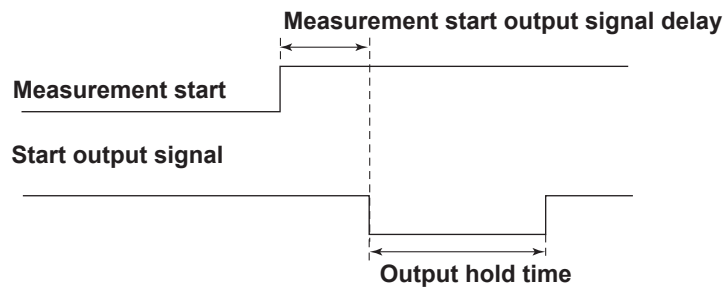 Measurement start output signal delay
Measurement start
Start output signal
Output hold time